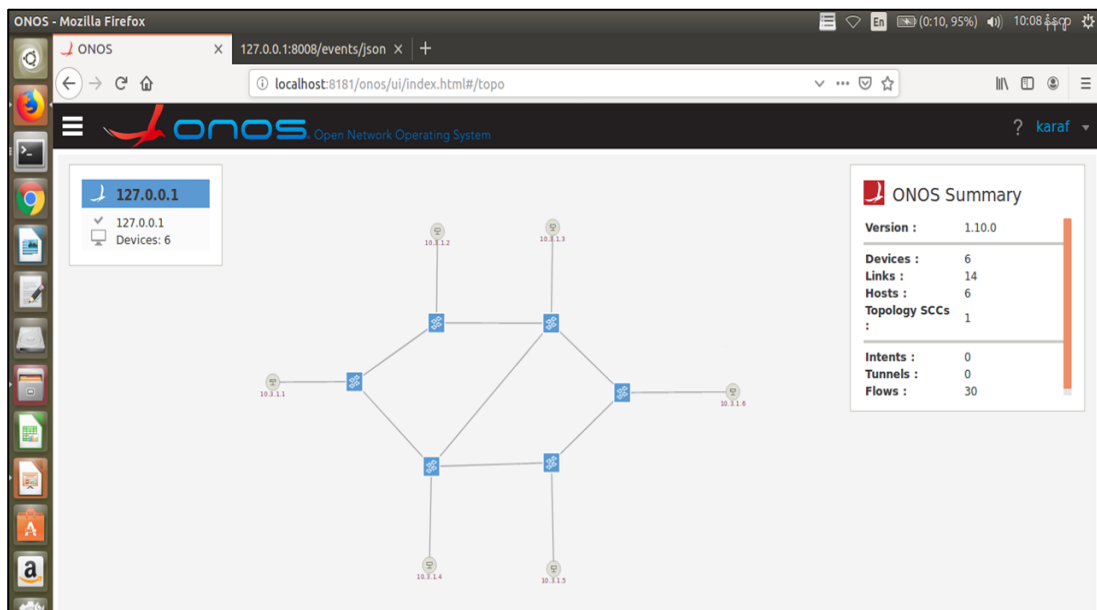 ONOS - Mozilla Firefox
En
(0:10, 95%)
10:08 နံနက်
ONOS
127.0.0.1:8008/events/json
localhost:8181/onos/ui/index.html#/topo
onos. Open Network Operating System
? karaf
127.0.0.1
127.0.0.1
Devices: 6
10.3.1.2
10.3.1.3
10.3.1.1
10.3.1.6
10.3.1.4
10.3.1.5
ONOS Summary
Version : 1.10.0
Devices : 6
Links : 14
Hosts : 6
Topology SCCs : 1
Intents : 0
Tunnels : 0
Flows : 30